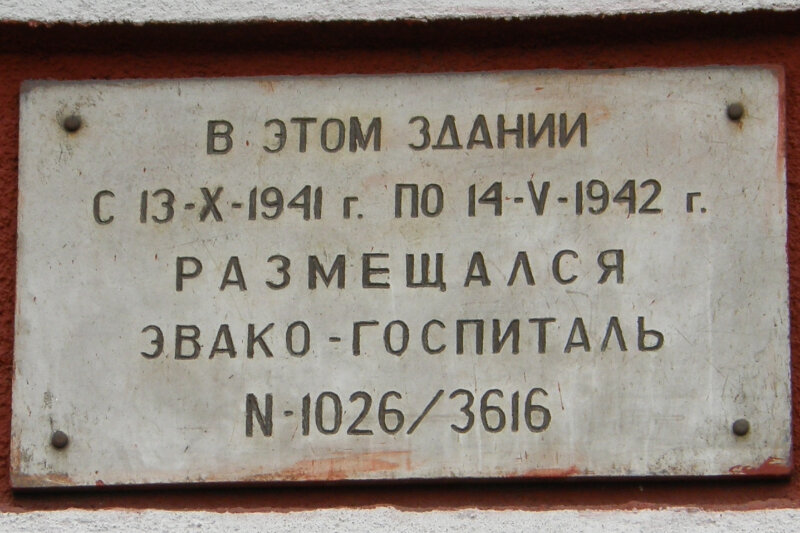 В ЭТОМ ЗДАНИИ
С 13-X-1941 г. ПО 14-V-1942 г.
РАЗМЕЩАЛСЯ
ЭВАКО-ГОСПИТАЛЬ
N-1026/3616